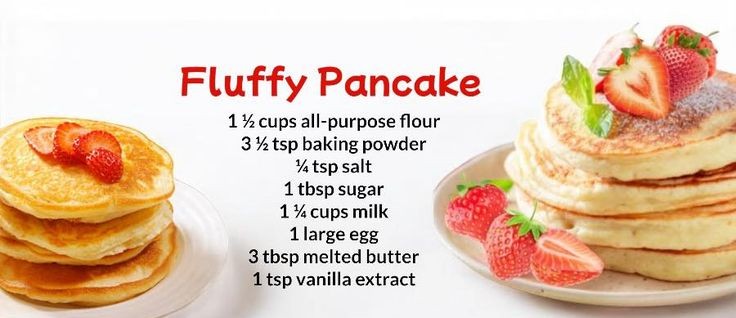 Fluffy Pancake
1 ½ cups all-purpose flour
3 ½ tsp baking powder
¼ tsp salt
1 tbsp sugar
1 ¼ cups milk
1 large egg
3 tbsp melted butter
1 tsp vanilla extract